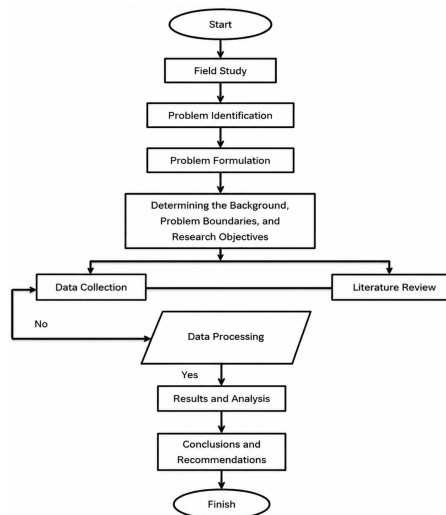 Start
Field Study
Problem Identification
Problem Formulation
Determining the Background,
Problem Boundaries, and
Research Objectives
Data Collection
Literature Review
No
Data Processing
Yes
Results and Analysis
Conclusions and
Recommendations
Finish